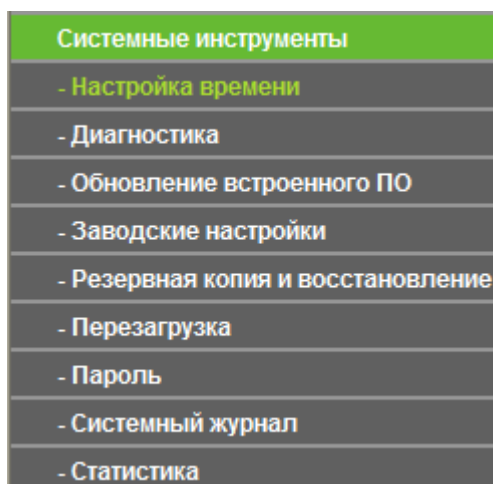 Системные инструменты
- Настройка времени
- Диагностика
- Обновление встроенного ПО
- Заводские настройки
- Резервная копия и восстановление
- Перезагрузка
- Пароль
- Системный журнал
- Статистика